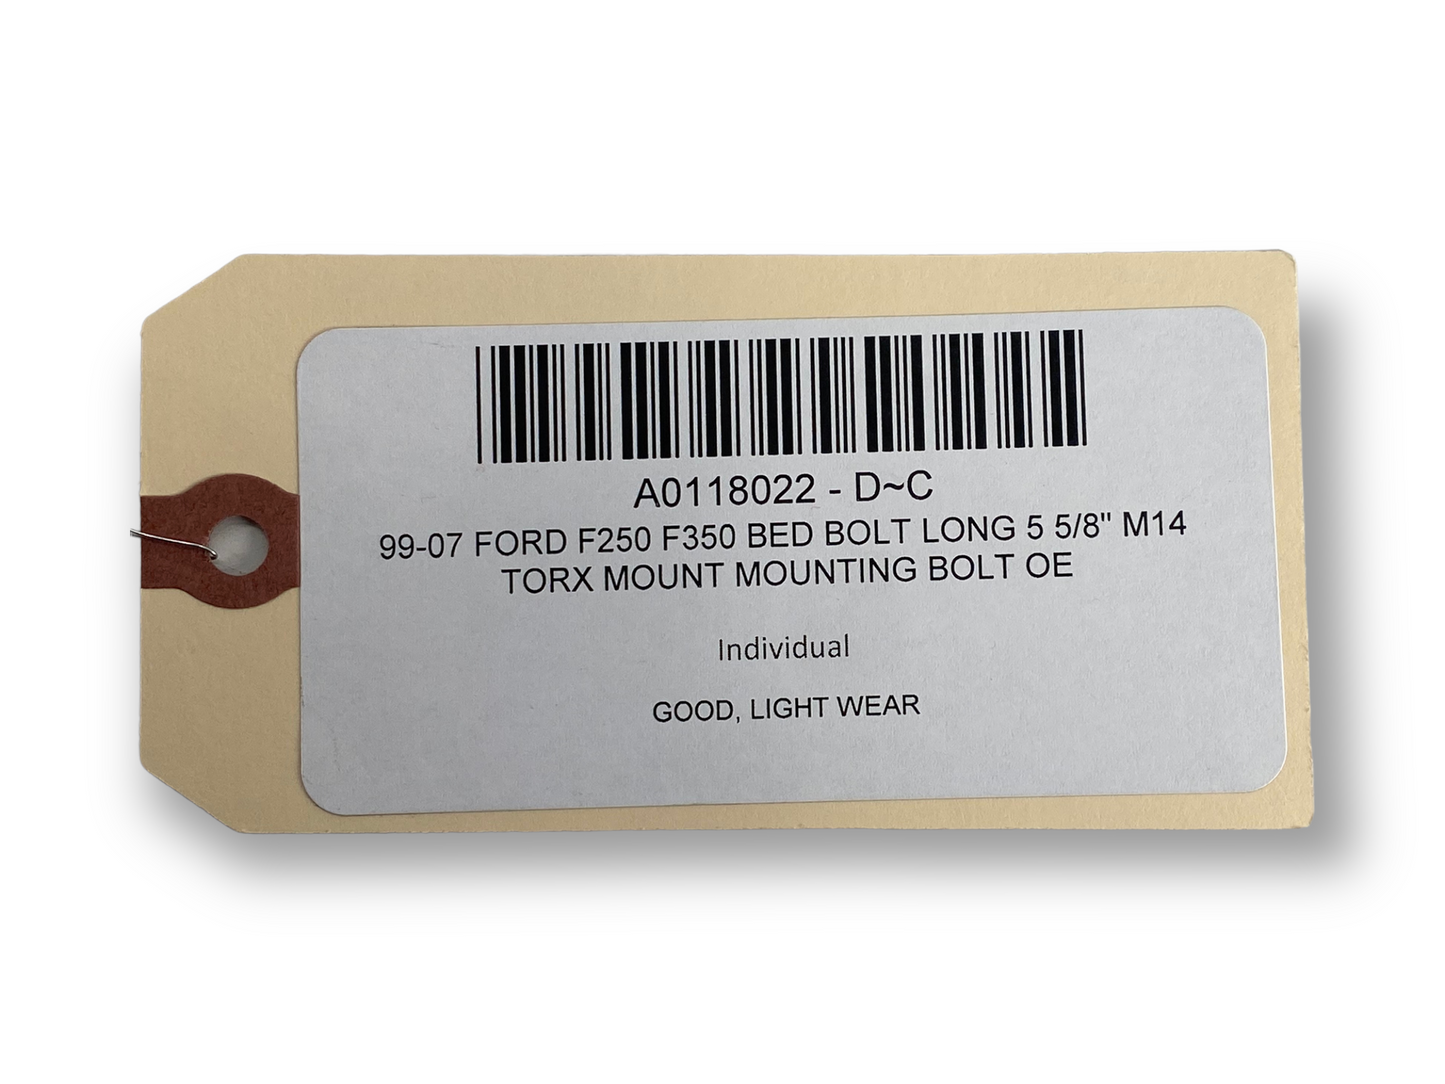 A0118022 - D~C
99-07 FORD F250 F350 BED BOLT LONG 5 5/8" M14
TORX MOUNT MOUNTING BOLT OE
Individual
GOOD, LIGHT WEAR